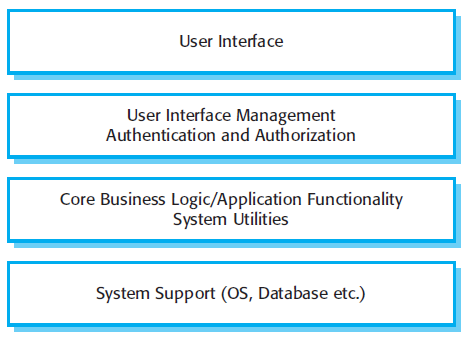 User Interface
User Interface Management
Authentication and Authorization
Core Business Logic/Application Functionality
System Utilities
System Support (OS, Database etc.)